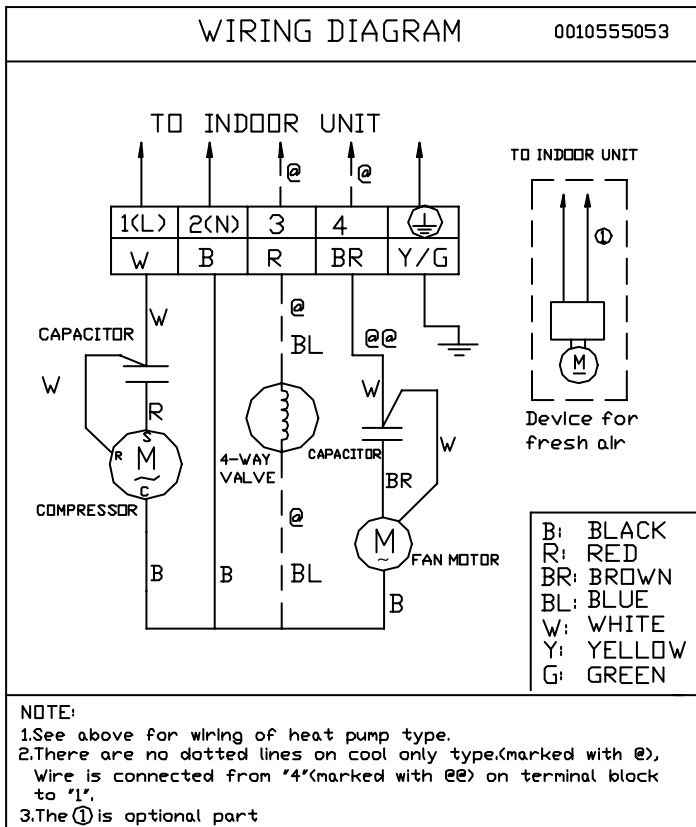 WIRING DIAGRAM 0010555053
TO INDOOR UNIT
@ @
TO INDOOR UNIT
1(L) 2(N) 3 4
W B R BR Y/G
①
W
@
BL
@@
CAPACITOR
W
R
S
R
M
~
C
COMPRESSOR
4-WAY
VALVE
W
CAPACITOR
W
BR
M
Device for
fresh air
@
M
~
FAN MOTOR
B B BL B
B: BLACK
R: RED
BR: BROWN
BL: BLUE
W: WHITE
Y: YELLOW
G: GREEN
NOTE:
1.See above for wiring of heat pump type.
2.There are no dotted lines on cool only type.(marked with @),
Wire is connected from "4"(marked with @@) on terminal block
to "1".
3.The ① is optional part